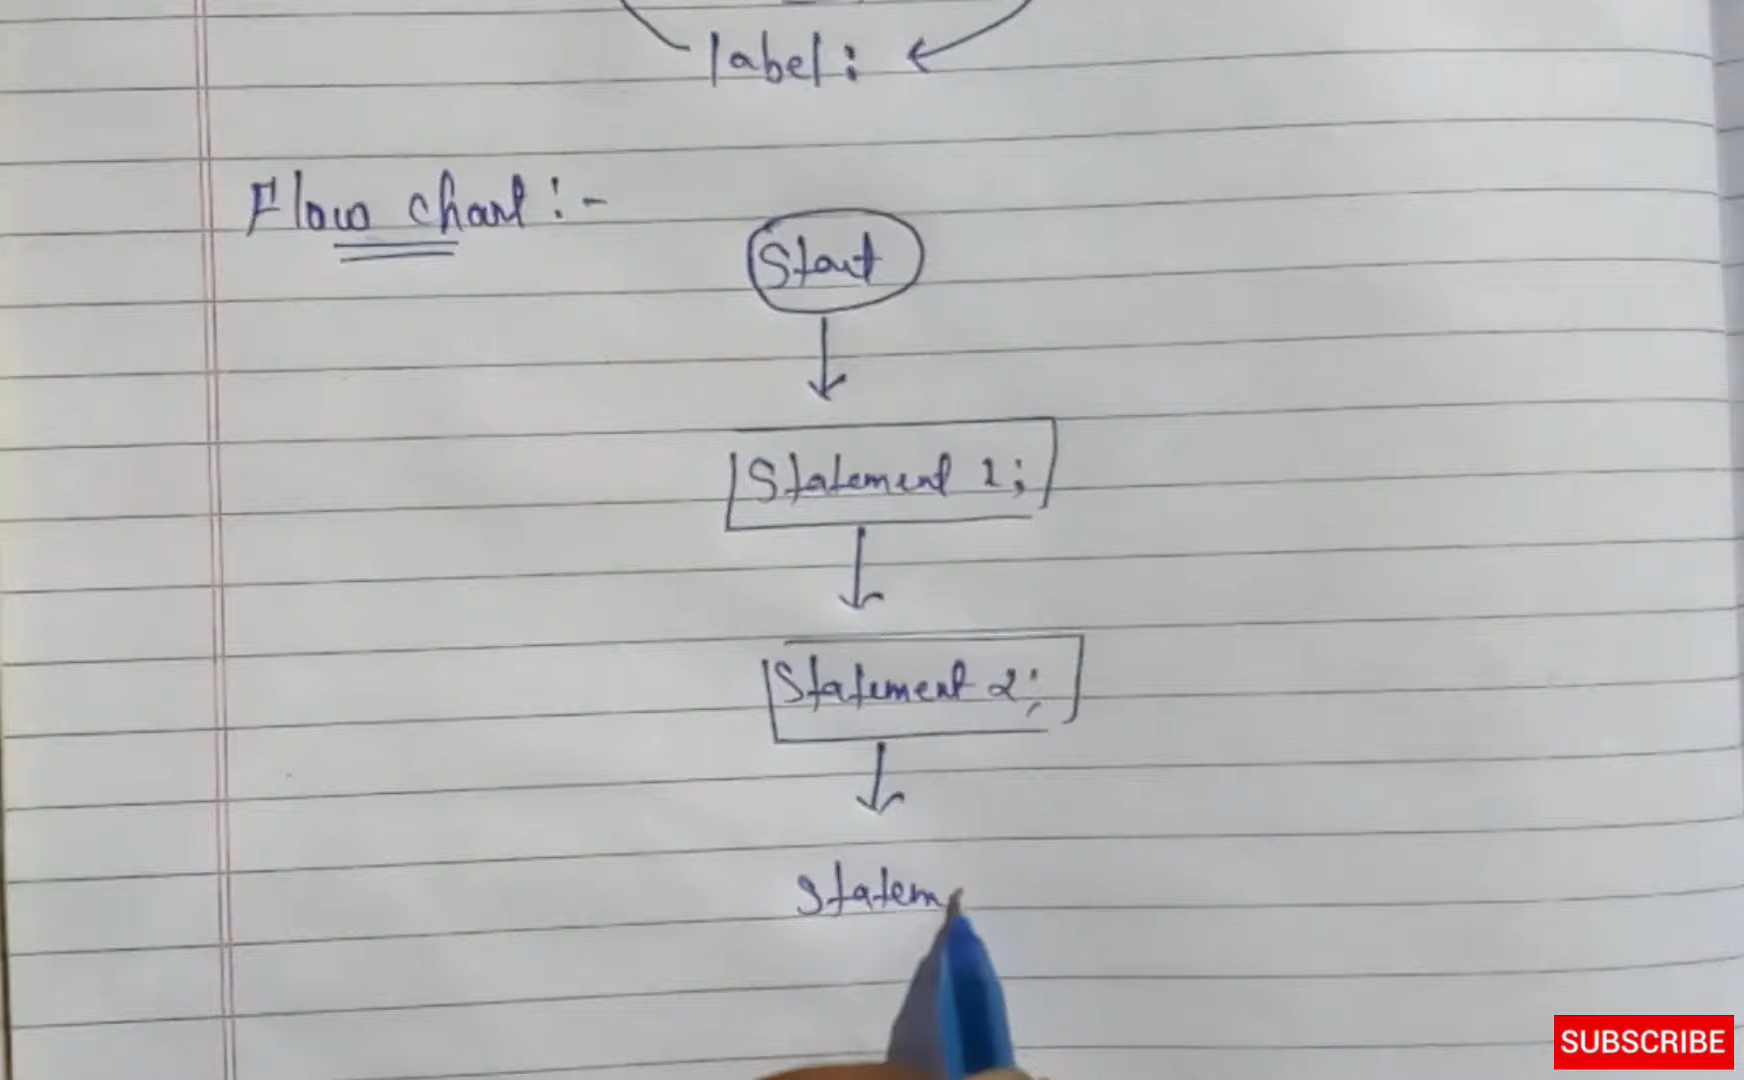 label:
Flow chart :-
Start
Statement 1;
Statement 2;
Statem
SUBSCRIBE